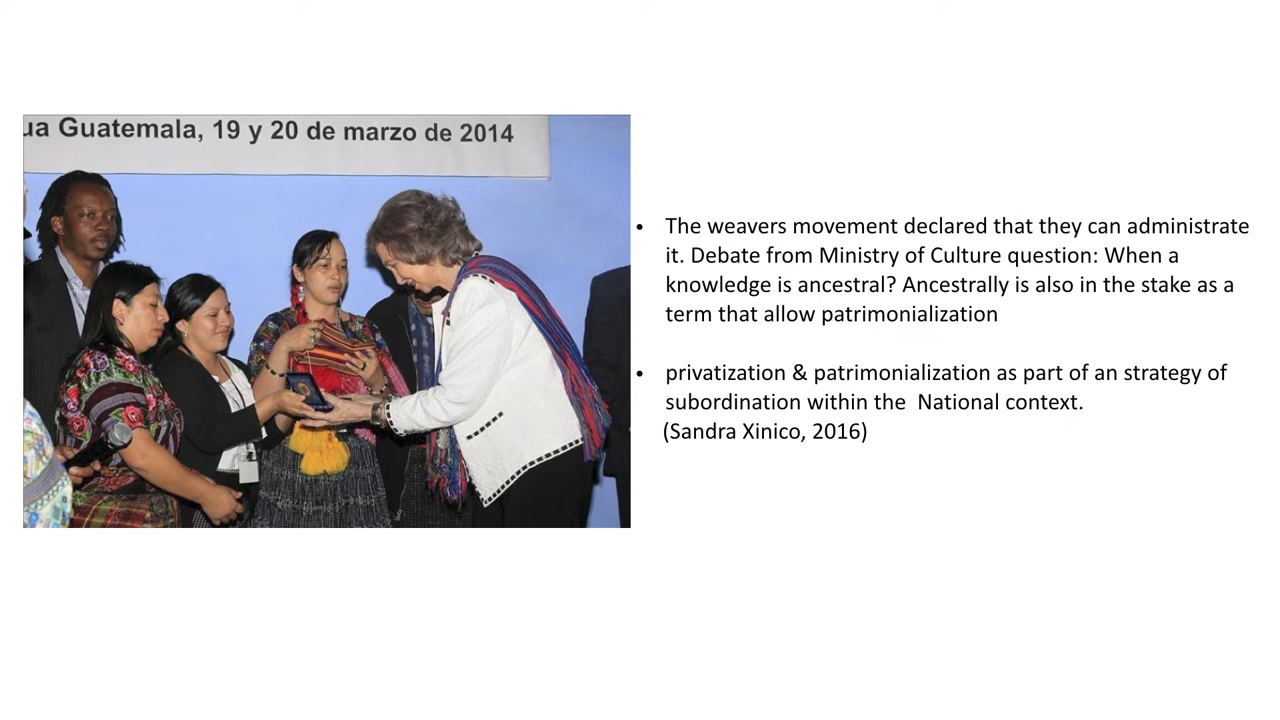 ua Guatemala, 19 y 20 de marzo de 2014
• The weavers movement declared that they can administrate
it. Debate from Ministry of Culture question: When a
knowledge is ancestral? Ancestrally is also in the stake as a
term that allow patrimonialization
• privatization & patrimonialization as part of an strategy of
subordination within the  National context.
(Sandra Xinico, 2016)